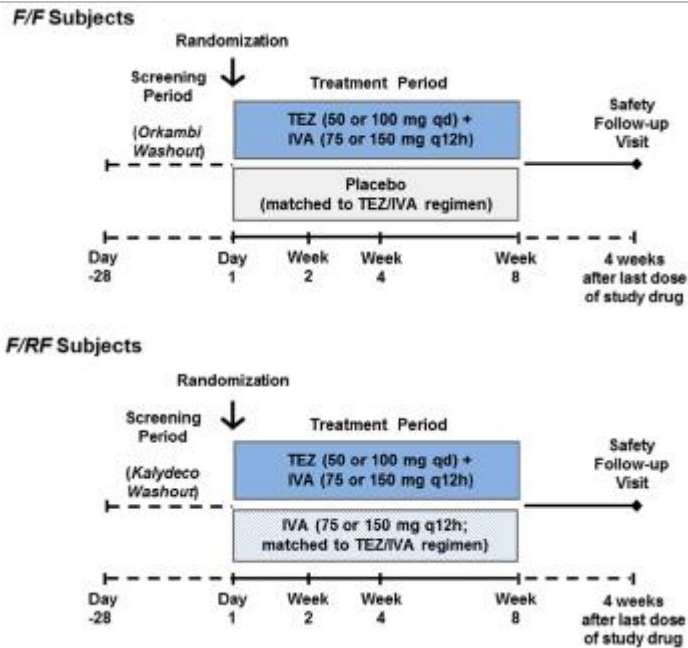 F/F Subjects
Randomization
Screening
Period
Treatment Period
(Orkambi
Washout)
TEZ (50 or 100 mg qd) +
IVA (75 or 150 mg q12h)
Safety
Follow-up
Visit
Placebo
(matched to TEZ/IVA regimen)
Day
-28
Day
1
Week
2
Week
4
Week
8
4 weeks
after last dose
of study drug
F/RF Subjects
Randomization
Screening
Period
Treatment Period
(Kalydeco
Washout)
TEZ (50 or 100 mg qd) +
IVA (75 or 150 mg q12h)
Safety
Follow-up
Visit
IVA (75 or 150 mg q12h;
matched to TEZ/IVA regimen)
Day
-28
Day
1
Week
2
Week
4
Week
8
4 weeks
after last dose
of study drug